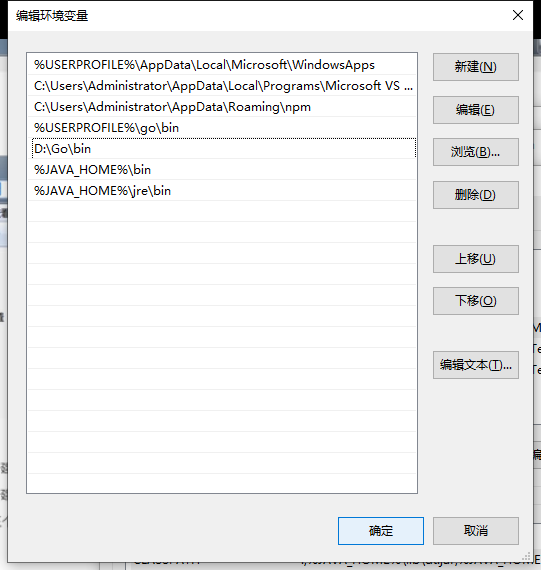 编辑环境变量
%USERPROFILE%\AppData\Local\Microsoft\WindowsApps
C:\Users\Administrator\AppData\Local\Programs\Microsoft VS ...
C:\Users\Administrator\AppData\Roaming\npm
%USERPROFILE%\go\bin
D:\Go\bin
%JAVA_HOME%\bin
%JAVA_HOME%\jre\bin
新建(N)
编辑(E)
浏览(B)...
删除(D)
上移(U)
下移(O)
编辑文本(T)...
确定
取消